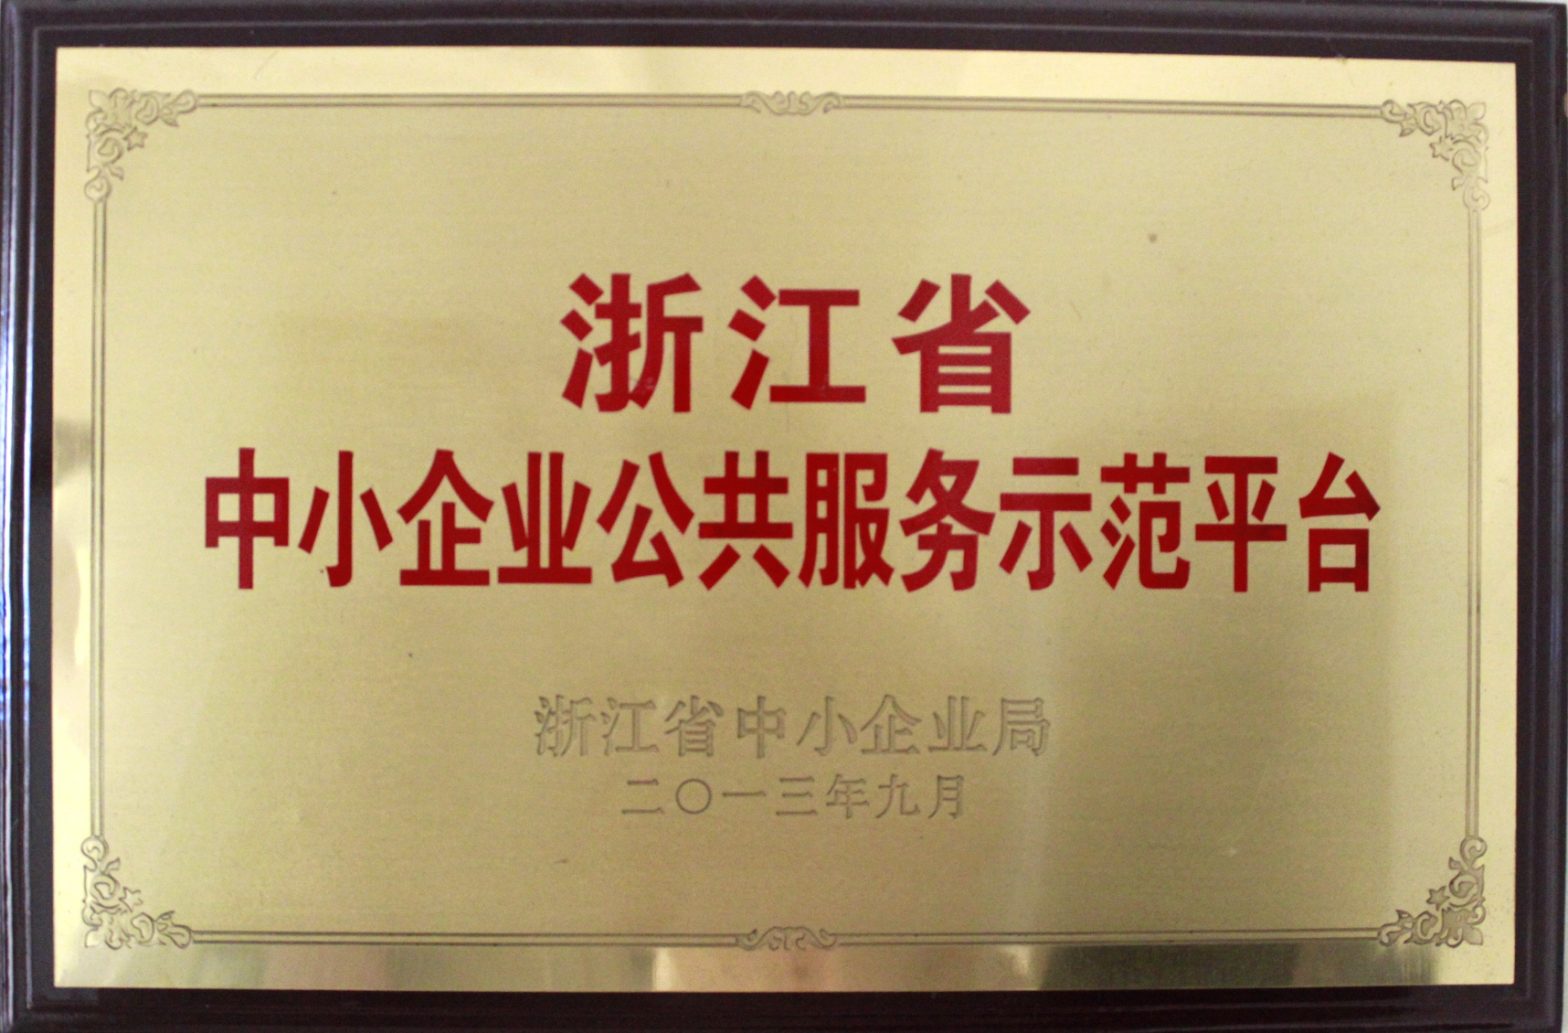 浙江省
中小企业公共服务示范平台
浙江省中小企业局
二〇一三年九月